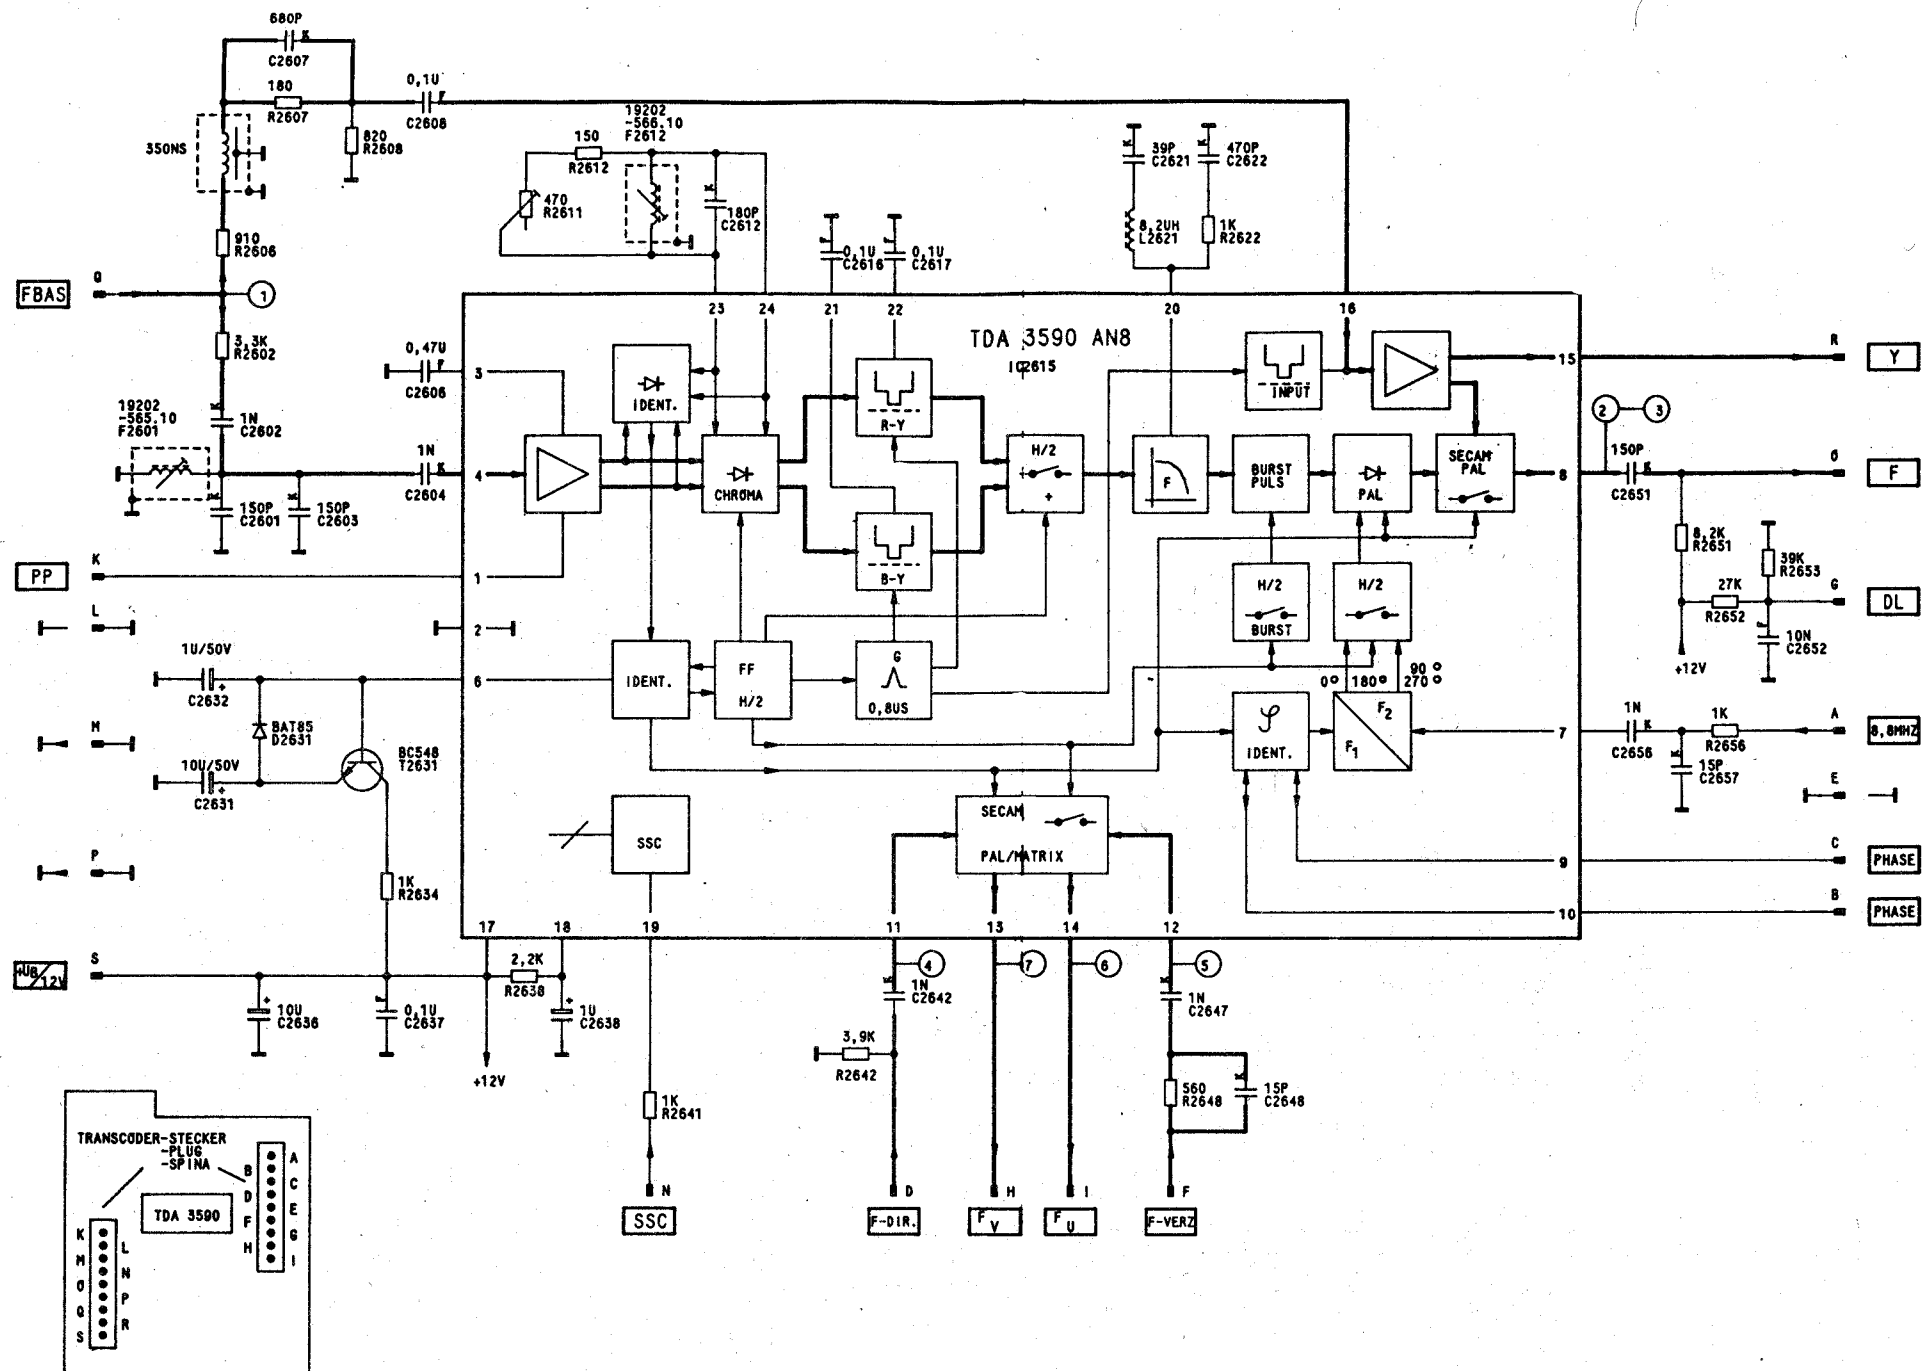 680P
C2607
180
R2607
0,1U
C2608
350NS
820
R2608
19202
-566.10
F2612
150
R2612
470
R2611
180P
C2612
39P
C2621
470P
C2622
8,2UH
L2621
1K
R2622
0,1U
C2616
0,1U
C2617
910
R2606
FBAS
Q
1
3,3K
R2602
0,47U
C2606
1N
C2602
19202
-565.10
F2601
1N
C2604
150P
C2601
150P
C2603
23
24
21
22
20
16
TDA 3590 AN8
IC2615
3
4
1
2
6
IDENT.
CHROMA
R-Y
B-Y
H/2
+
F
BURST
PULS
PAL
SECAM
PAL
INPUT
15
R
Y
2
3
150P
C2651
8
O
F
8,2K
R2651
39K
R2653
27K
R2652
G
DL
10N
C2652
+12V
PP
K
L
1U/50V
C2632
BAT85
D2631
M
10U/50V
C2631
BC548
T2631
P
1K
R2634
IDENT.
FF
H/2
G
0,8US
H/2
BURST
H/2
0° 180°
90°
270°
φ
IDENT.
F2
F1
7
1N
C2656
1K
R2656
A
8,8MHZ
15P
C2657
E
9
C
PHASE
10
B
PHASE
SSC
SECAM
PAL/MATRIX
17
18
19
11
13
14
12
+UB/12V
S
2,2K
R2638
10U
C2636
0,1U
C2637
1U
C2638
+12V
4
1N
C2642
7
6
5
1N
C2647
3,9K
R2642
560
R2648
15P
C2648
1K
R2641
N
SSC
D
F-DIR.
H
FV
I
FU
F
F-VERZ
TRANSCODER-STECKER
-PLUG
-SPINA
TDA 3590
A
B
C
D
E
F
G
H
I
K
L
M
N
O
P
Q
R
S